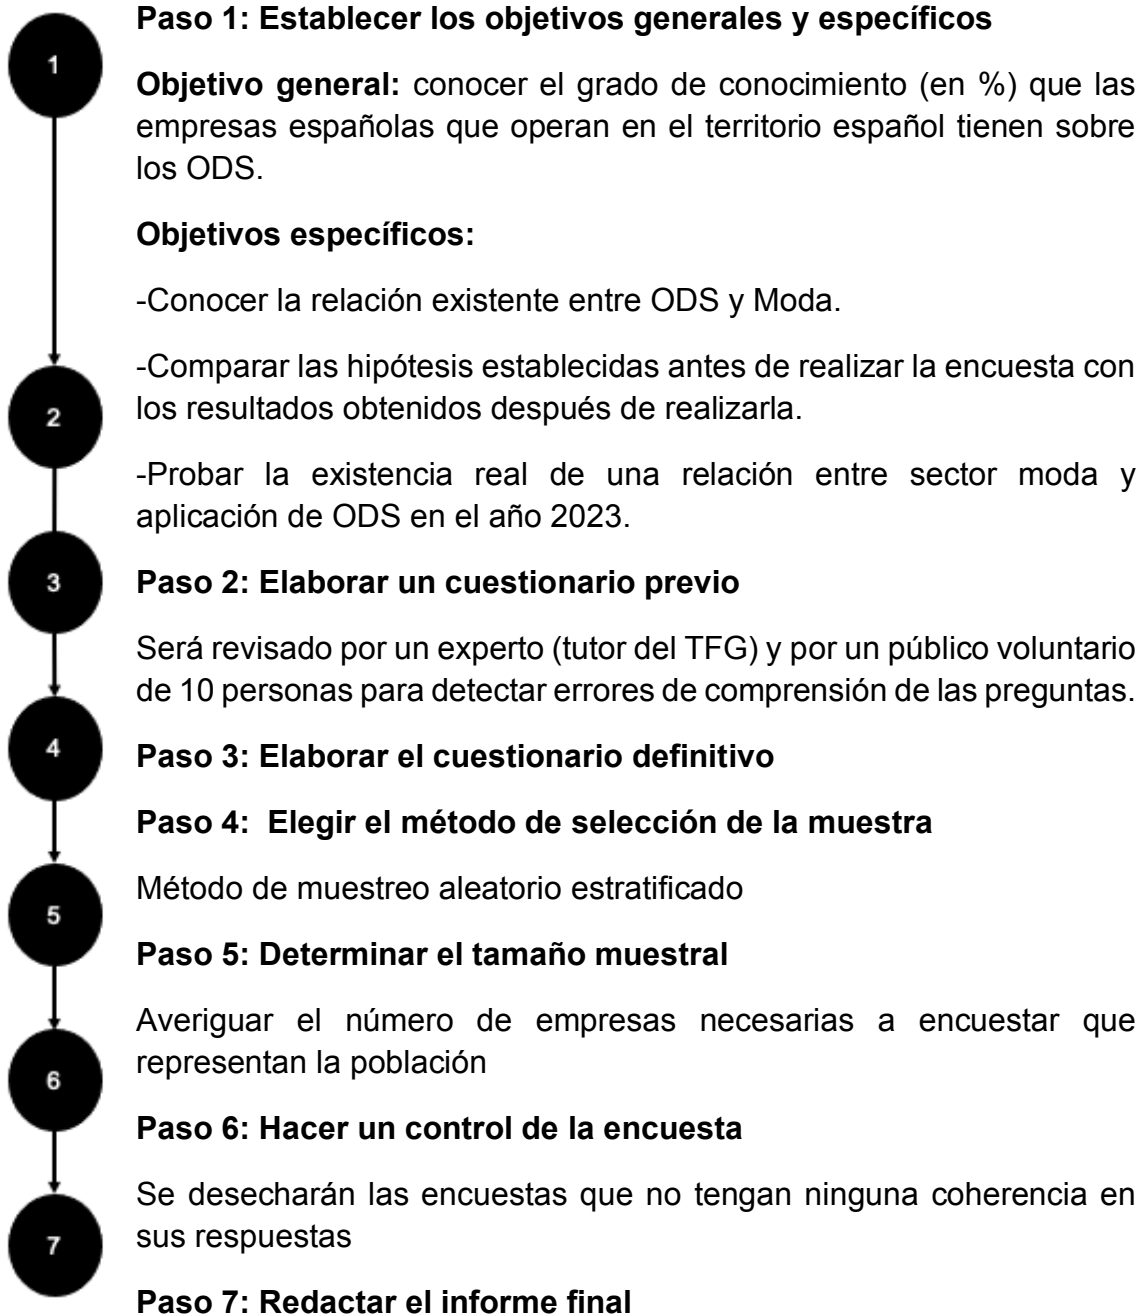 Paso 1: Establecer los objetivos generales y específicos
1
Objetivo general: conocer el grado de conocimiento (en %) que las
empresas españolas que operan en el territorio español tienen sobre
los ODS.
Objetivos específicos:
-Conocer la relación existente entre ODS y Moda.
-Comparar las hipótesis establecidas antes de realizar la encuesta con
2
los resultados obtenidos después de realizarla.
-Probar la existencia real de una relación entre sector moda y
aplicación de ODS en el año 2023.
3
Paso 2: Elaborar un cuestionario previo
Será revisado por un experto (tutor del TFG) y por un público voluntario
de 10 personas para detectar errores de comprensión de las preguntas.
4
Paso 3: Elaborar el cuestionario definitivo
Paso 4:  Elegir el método de selección de la muestra
Método de muestreo aleatorio estratificado
5
Paso 5: Determinar el tamaño muestral
Averiguar el número de empresas necesarias a encuestar que
representan la población
6
Paso 6: Hacer un control de la encuesta
Se desecharán las encuestas que no tengan ninguna coherencia en
sus respuestas
7
Paso 7: Redactar el informe final